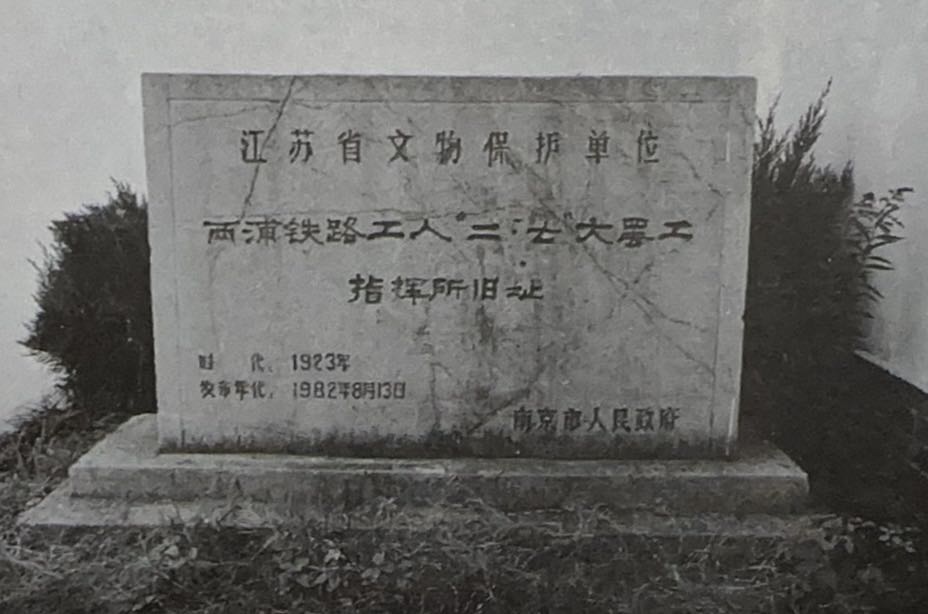 江苏省文物保护单位
两浦铁路工人“二·七”大罢工
指挥所旧址
时 代：1923年
发布年代：1982年8月13日
南京市人民政府